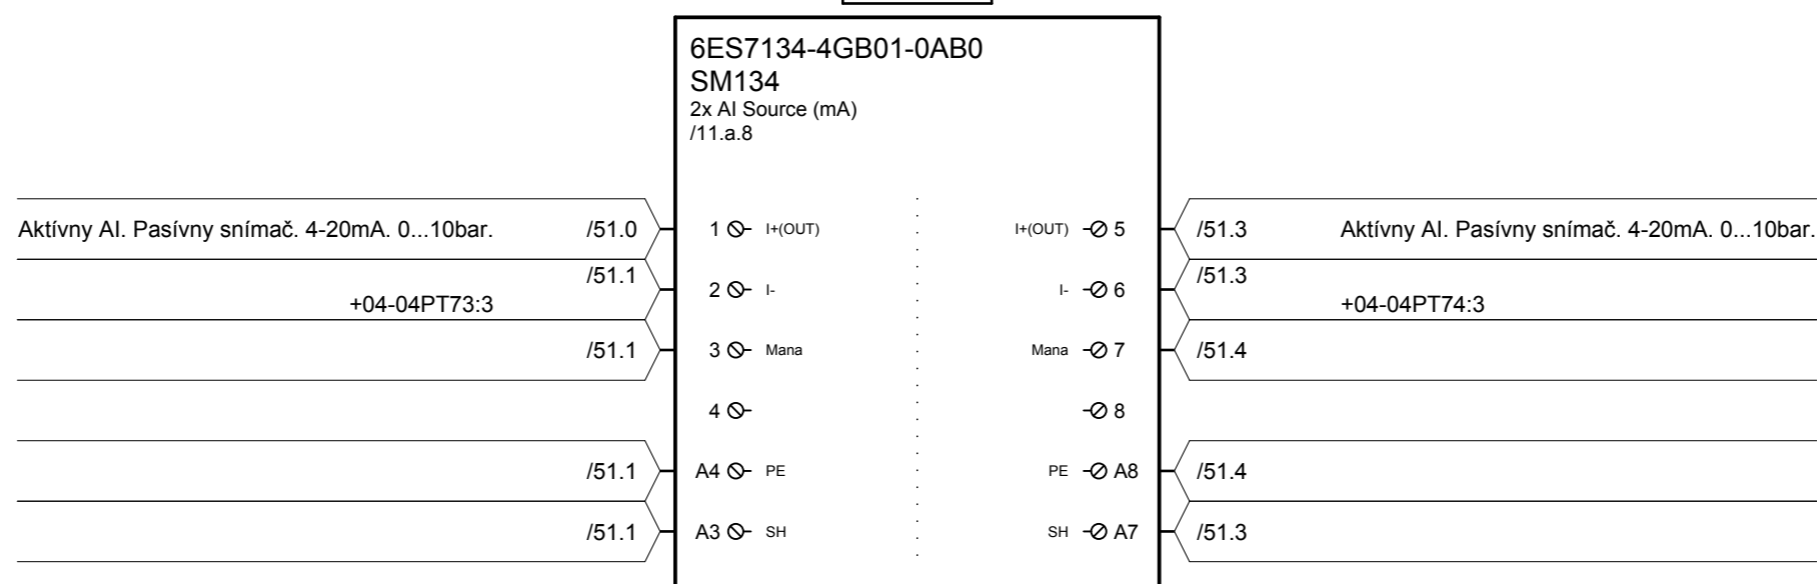 6ES7134-4GB01-0AB0
SM134
2x AI Source (mA)
/11.a.8
Aktívny AI. Pasívny snímač. 4-20mA. 0...10bar. /51.0 1 I+(OUT) I+(OUT) 5 /51.3 Aktívny AI. Pasívny snímač. 4-20mA. 0...10bar.
/51.1 /51.3
2 I- I- 6
+04-04PT73:3 +04-04PT74:3
/51.1 3 Mana Mana 7 /51.4
4 8
/51.1 A4 PE PE A8 /51.4
/51.1 A3 SH SH A7 /51.3